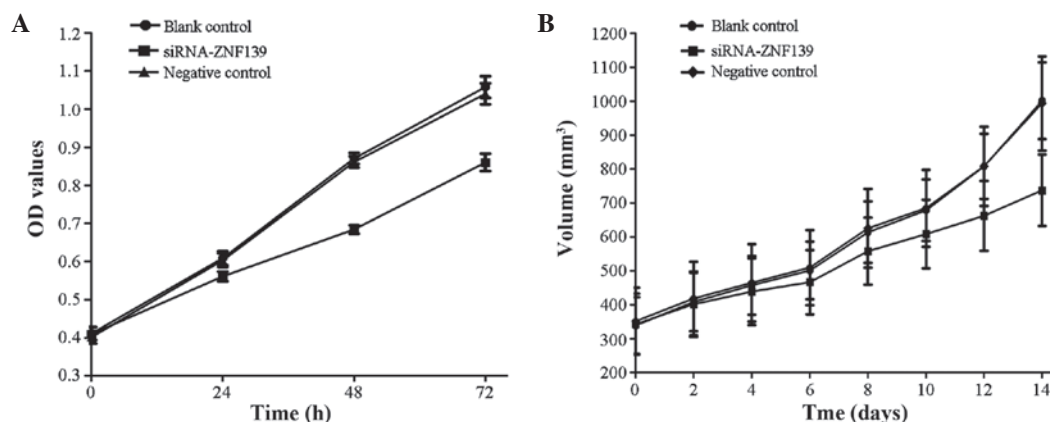 A
Blank control
siRNA-ZNF139
Negative control
1.2
1.1
1.0
0.9
0.8
0.7
0.6
0.5
0.4
0.3
OD values
0
24
48
72
Time (h)
B
Blank control
siRNA-ZNF139
Negative control
1200
1100
1000
900
800
700
600
500
400
300
200
Volume (mm³)
0
2
4
6
8
10
12
14
Tme (days)